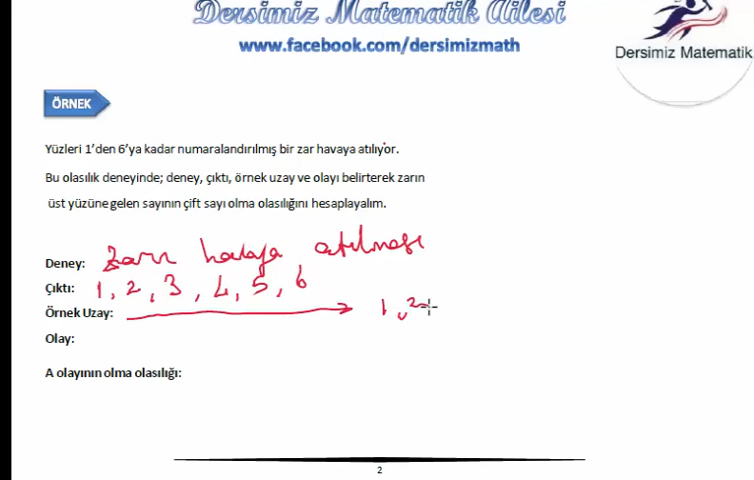 Dersimiz Matematik Ailesi
www.facebook.com/dersimizmath
Dersimiz Matematik
ÖRNEK
Yüzleri 1'den 6'ya kadar numaralandırılmış bir zar havaya atılıyor.
Bu olasılık deneyinde; deney, çıktı, örnek uzay ve olayı belirterek zarın
üst yüzüne gelen sayının çift sayı olma olasılığını hesaplayalım.
Deney: Zarın havaya atılması
Çıktı: 1, 2, 3, 4, 5, 6
Örnek Uzay: 1, 2
Olay:
A olayının olma olasılığı:
2